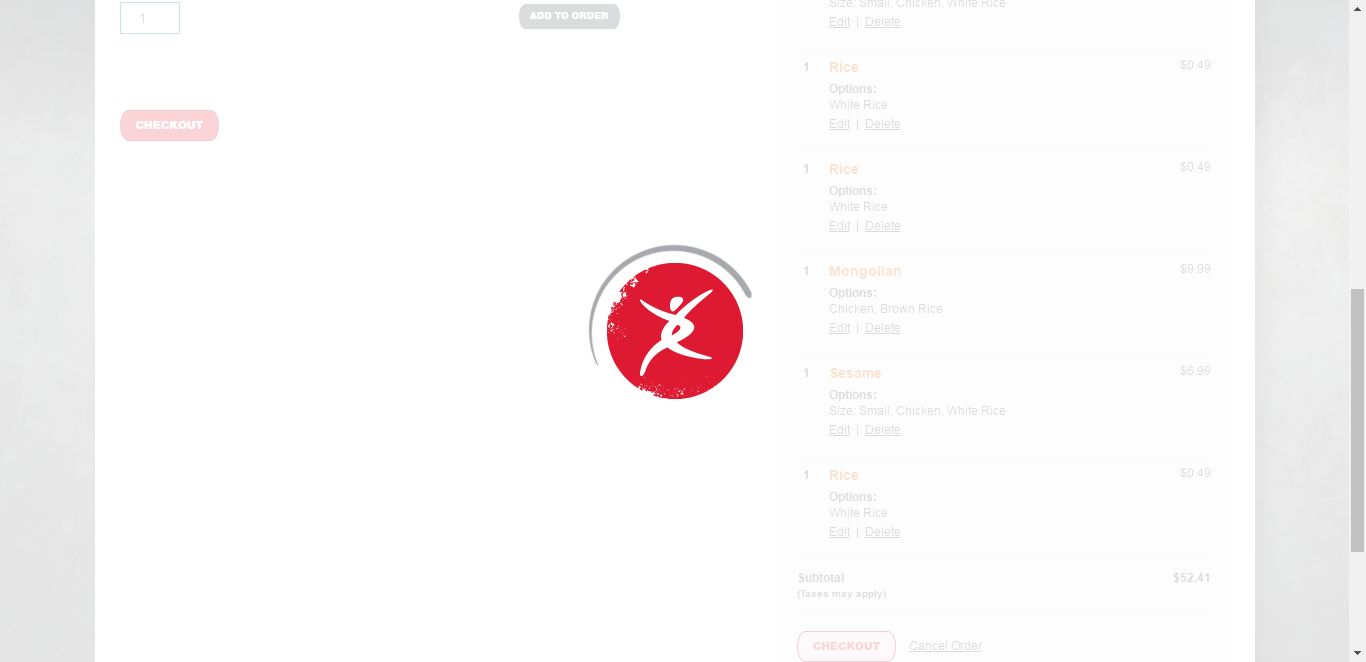 1
ADD TO ORDER
CHECKOUT
Size: Small, Chicken, White Rice
Edit | Delete
1 Rice $0.49
Options:
White Rice
Edit | Delete
1 Rice $0.49
Options:
White Rice
Edit | Delete
1 Mongolian $9.99
Options:
Chicken, Brown Rice
Edit | Delete
1 Sesame $6.99
Options:
Size: Small, Chicken, White Rice
Edit | Delete
1 Rice $0.49
Options:
White Rice
Edit | Delete
Subtotal $52.41
(Taxes may apply)
CHECKOUT Cancel Order